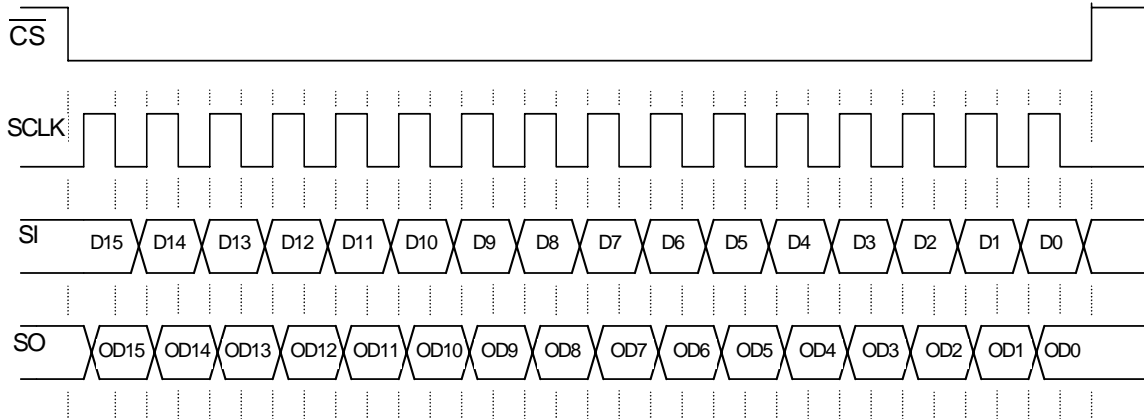 CS
SCLK
SI D15 D14 D13 D12 D11 D10 D9 D8 D7 D6 D5 D4 D3 D2 D1 D0
SO OD15 OD14 OD13 OD12 OD11 OD10 OD9 OD8 OD7 OD6 OD5 OD4 OD3 OD2 OD1 OD0